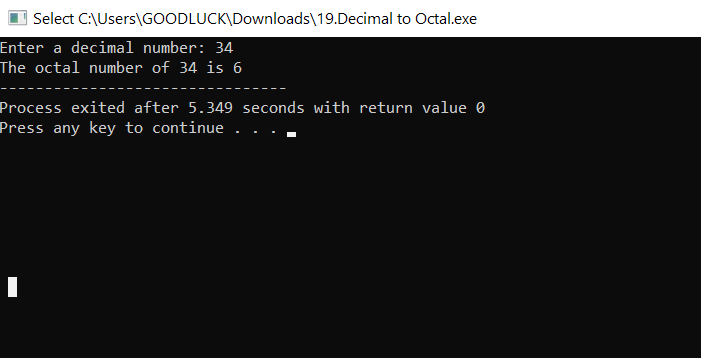 Select C:\Users\GOODLUCK\Downloads\19.Decimal to Octal.exe
Enter a decimal number: 34
The octal number of 34 is 6
--------------------------------
Process exited after 5.349 seconds with return value 0
Press any key to continue . . .